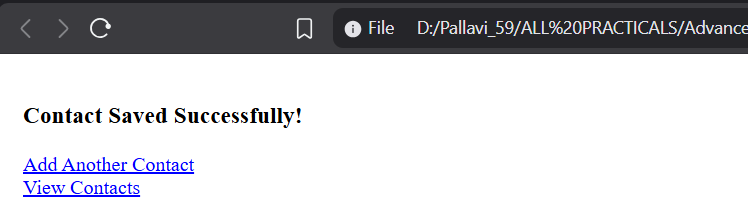 File D:/Pallavi_59/ALL%20PRACTICALS/Advance
Contact Saved Successfully!
Add Another Contact
View Contacts